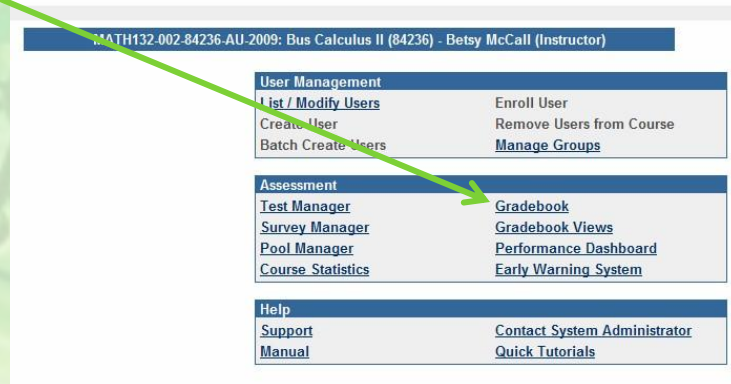 MATH132-002-84236-AU-2009: Bus Calculus II (84236) - Betsy McCall (Instructor)
User Management
List / Modify Users Enroll User
Create User Remove Users from Course
Batch Create Users Manage Groups
Assessment
Test Manager Gradebook
Survey Manager Gradebook Views
Pool Manager Performance Dashboard
Course Statistics Early Warning System
Help
Support Contact System Administrator
Manual Quick Tutorials